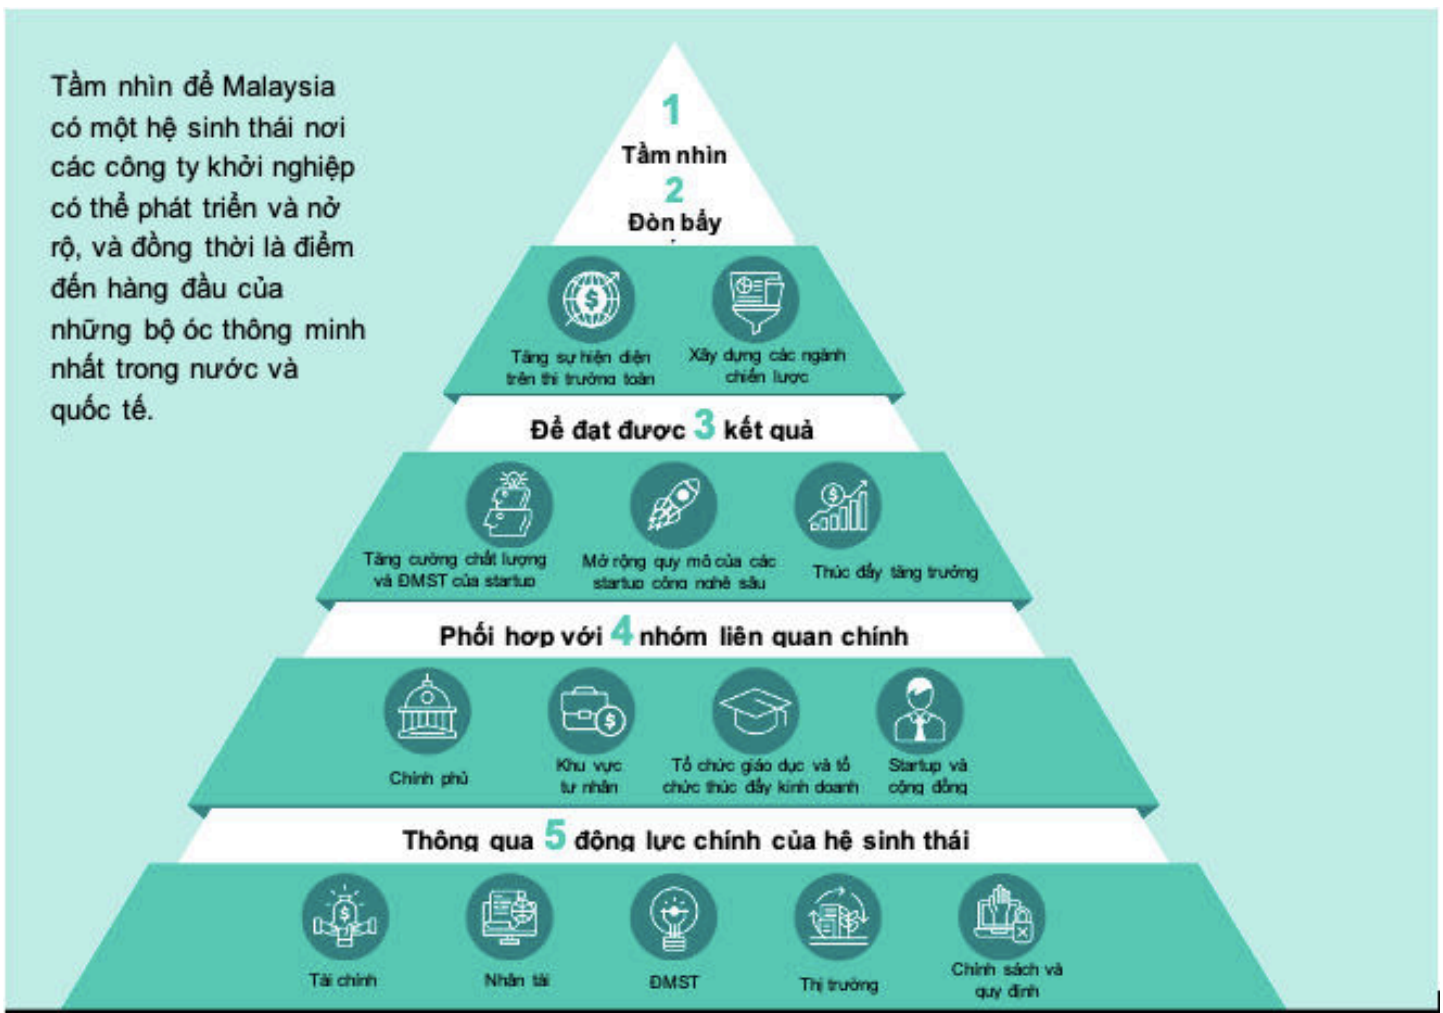 Tầm nhìn để Malaysia
có một hệ sinh thái nơi
các công ty khởi nghiệp
có thể phát triển và nở
rộ, và đồng thời là điểm
đến hàng đầu của
những bộ óc thông minh
nhất trong nước và
quốc tế.
1
Tầm nhìn
2
Đòn bẩy
Tăng sự hiện diện
trên thị trường toàn
Xây dựng các ngành
chiến lược
Để đạt được 3 kết quả
Tăng cường chất lượng
và ĐMST của startup
Mở rộng quy mô của các
startup công nghệ sâu
Thúc đẩy tăng trưởng
Phối hợp với 4 nhóm liên quan chính
Chính phủ
Khu vực
tư nhân
Tổ chức giáo dục và tổ
chức thúc đẩy kinh doanh
Startup và
cộng đồng
Thông qua 5 động lực chính của hệ sinh thái
Tài chính
Nhân tài
ĐMST
Thị trường
Chính sách và
quy định